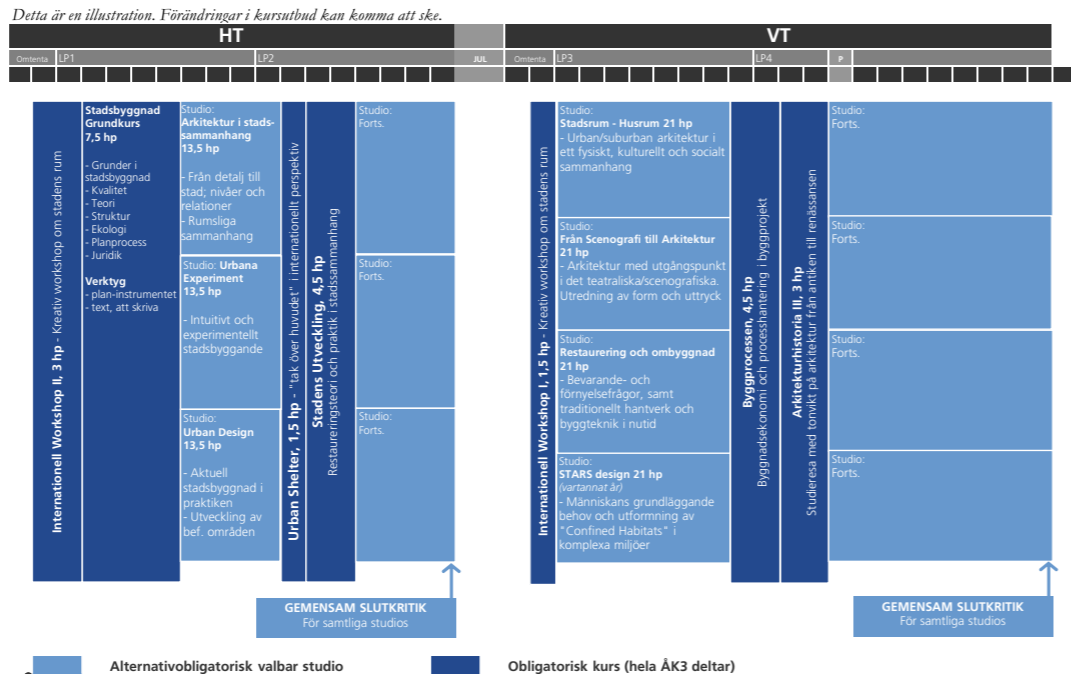 Detta är en illustration. Förändringar i kursutbud kan komma att ske.
HT
VT
Omtenta
LP1
LP2
JUL
Omtenta
LP3
LP4
P
Internationell Workshop II, 3 hp - Kreativ workshop om stadens rum
Stadsbyggnad
Grundkurs
7,5 hp
- Grunder i
stadsbyggnad
- Kvalitet
- Teori
- Struktur
- Ekologi
- Planprocess
- Juridik
Verktyg
- plan-instrumentet
- text, att skriva
Studio:
Arkitektur i stads-
sammanhang
13,5 hp
- Från detalj till
stad; nivåer och
relationer
- Rumsliga
sammanhang
Studio: Urbana
Experiment
13,5 hp
- Intuitivt och
experimentellt
stadsbyggande
Studio:
Urban Design
13,5 hp
- Aktuell
stadsbyggnad i
praktiken
- Utveckling av
bef. områden
Urban Shelter, 1,5 hp - "tak över huvudet" i internationellt perspektiv
Stadens Utveckling, 4,5 hp
Restaureringsteori och praktik i stadssammanhang
Studio:
Forts.
Studio:
Forts.
Studio:
Forts.
GEMENSAM SLUTKRITIK
För samtliga studios
Internationell Workshop I, 1,5 hp - Kreativ workshop om stadens rum
Studio:
Stadsrum - Husrum 21 hp
- Urban/suburban arkitektur i
ett fysiskt, kulturellt och socialt
sammanhang
Studio:
Från Scenografi till Arkitektur
21 hp
- Arkitektur med utgångspunkt
i det teatraliska/scenografiska.
Utredning av form och uttryck
Studio:
Restaurering och ombyggnad
21 hp
- Bevarande- och
förnyelsefrågor, samt
traditionellt hantverk och
byggteknik i nutid
Studio:
STARS design 21 hp
(vartannat år)
- Människans grundläggande
behov och utformning av
"Confined Habitats" i
komplexa miljöer
Byggprocessen, 4,5 hp
Byggnadsekonomi och processhantering i byggprojekt
Arkitekturhistoria III, 3 hp
Studieresa med tonvikt på arkitektur från antiken till renässansen
Studio:
Forts.
Studio:
Forts.
Studio:
Forts.
Studio:
Forts.
GEMENSAM SLUTKRITIK
För samtliga studios
Alternativobligatorisk valbar studio
Obligatorisk kurs (hela ÅK3 deltar)